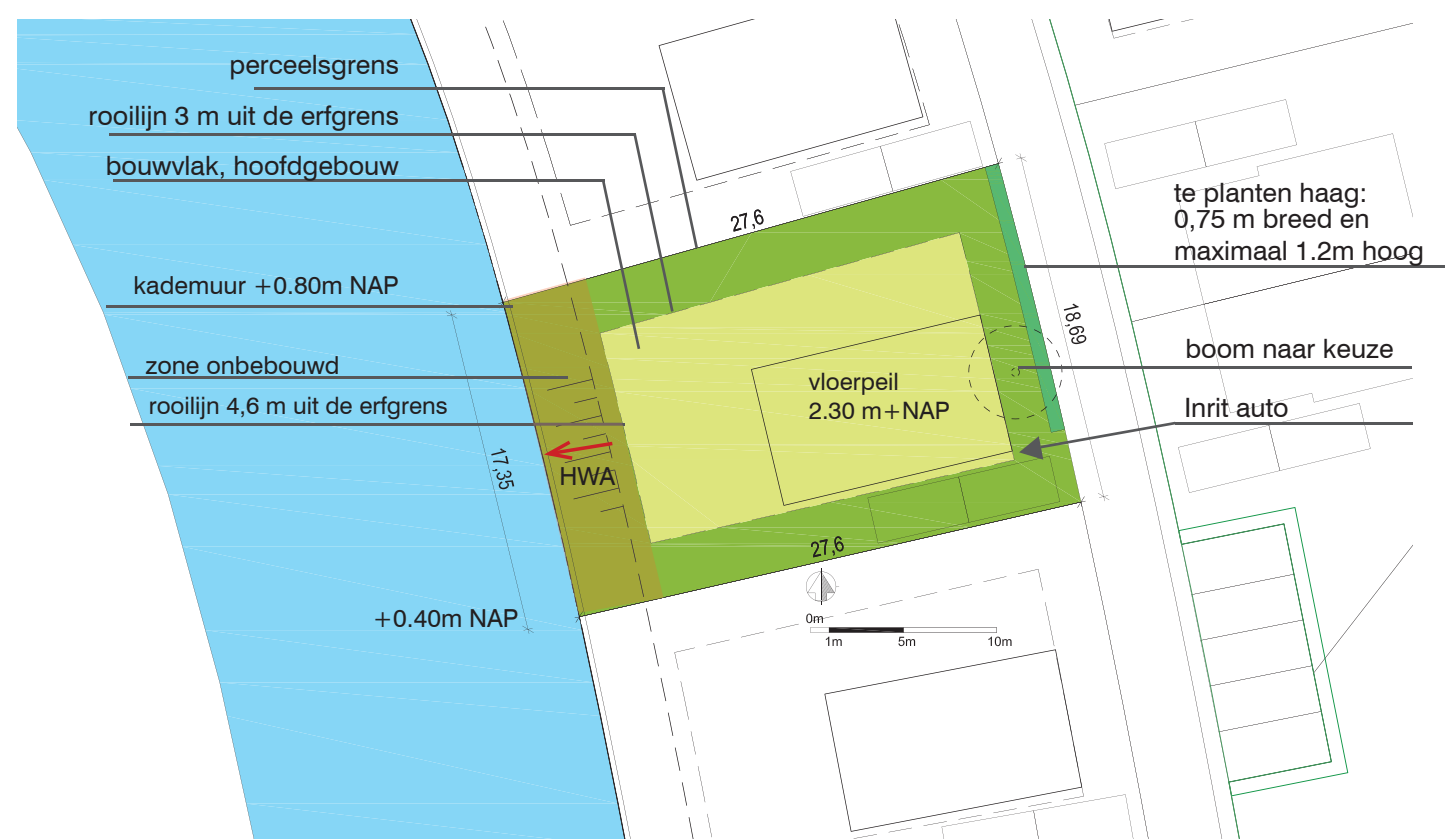 perceelsgrens
rooilijn 3 m uit de erfgrens
bouwvlak, hoofdgebouw
kademuur +0.80m NAP
zone onbebouwd
rooilijn 4,6 m uit de erfgrens
HWA
17,35
+0.40m NAP
27,6
vloerpeil
2.30 m+NAP
27,6
0m
1m 5m 10m
18,69
te planten haag:
0,75 m breed en
maximaal 1.2m hoog
boom naar keuze
Inrit auto